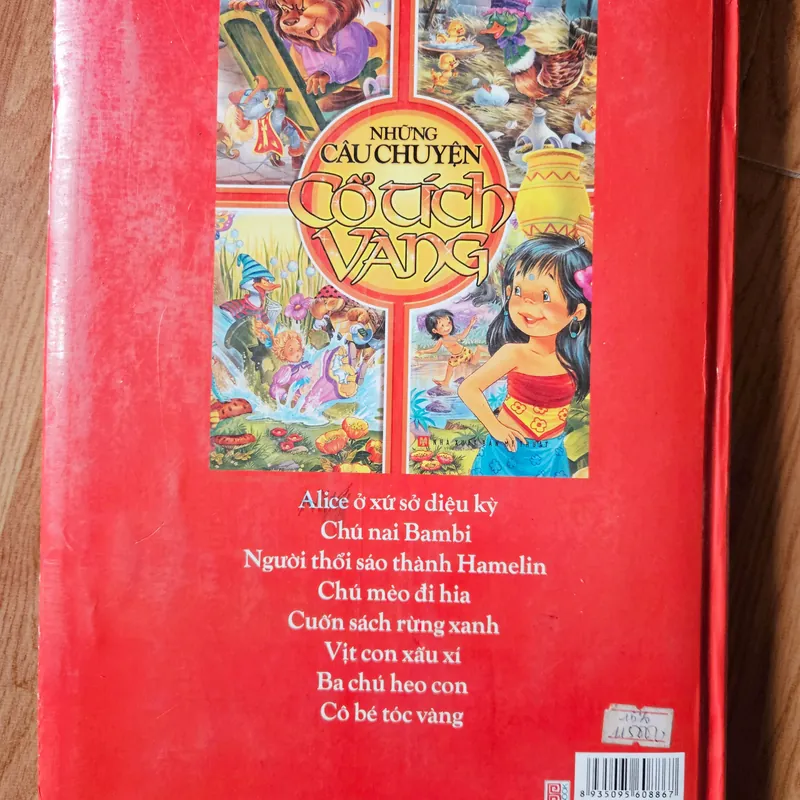 NHỮNG
CÂU CHUYỆN
CỔ TÍCH
VÀNG
Alice ở xứ sở diệu kỳ
Chú nai Bambi
Người thổi sáo thành Hamelin
Chú mèo đi hia
Cuốn sách rừng xanh
Vịt con xấu xí
Ba chú heo con
Cô bé tóc vàng
10%
BOOK
8 935095 608867